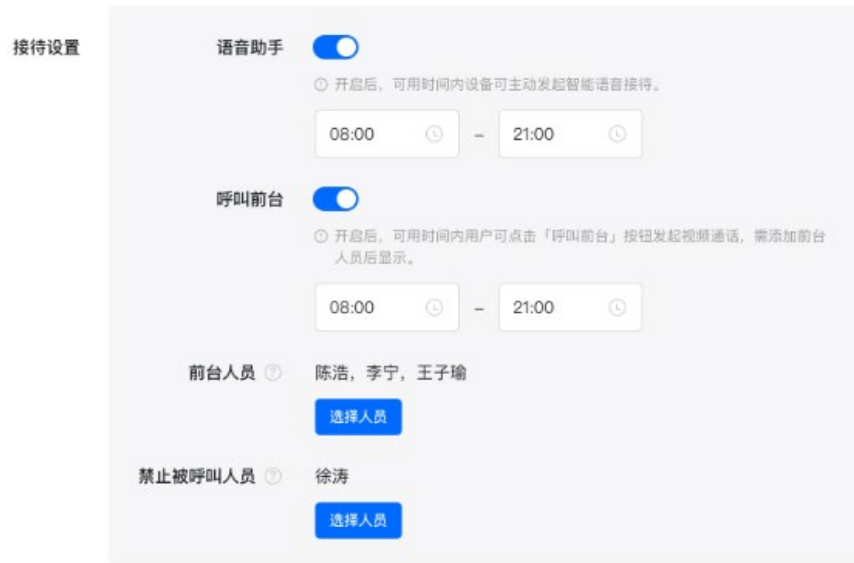 接待设置
语音助手
开启后，可用时间内设备可主动发起智能语音接待。
08:00 – 21:00
呼叫前台
开启后，可用时间内用户可点击「呼叫前台」按钮发起视频通话，需添加前台
人员后显示。
08:00 – 21:00
前台人员 ? 陈浩，李宁，王子瑜
选择人员
禁止被呼叫人员 ? 徐涛
选择人员